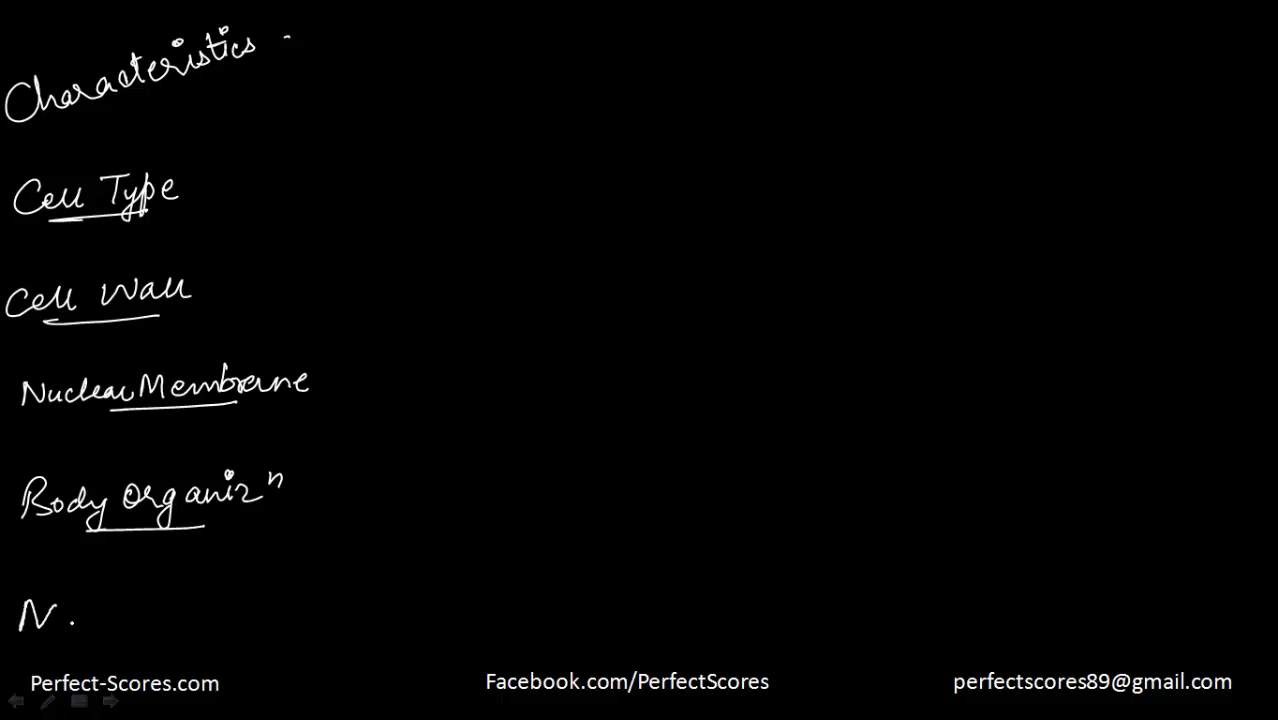 Characteristics -
Cell Type
Cell Wall
Nuclear Membrane
Body organizn
N.
Perfect-Scores.com
Facebook.com/PerfectScores
perfectscores89@gmail.com